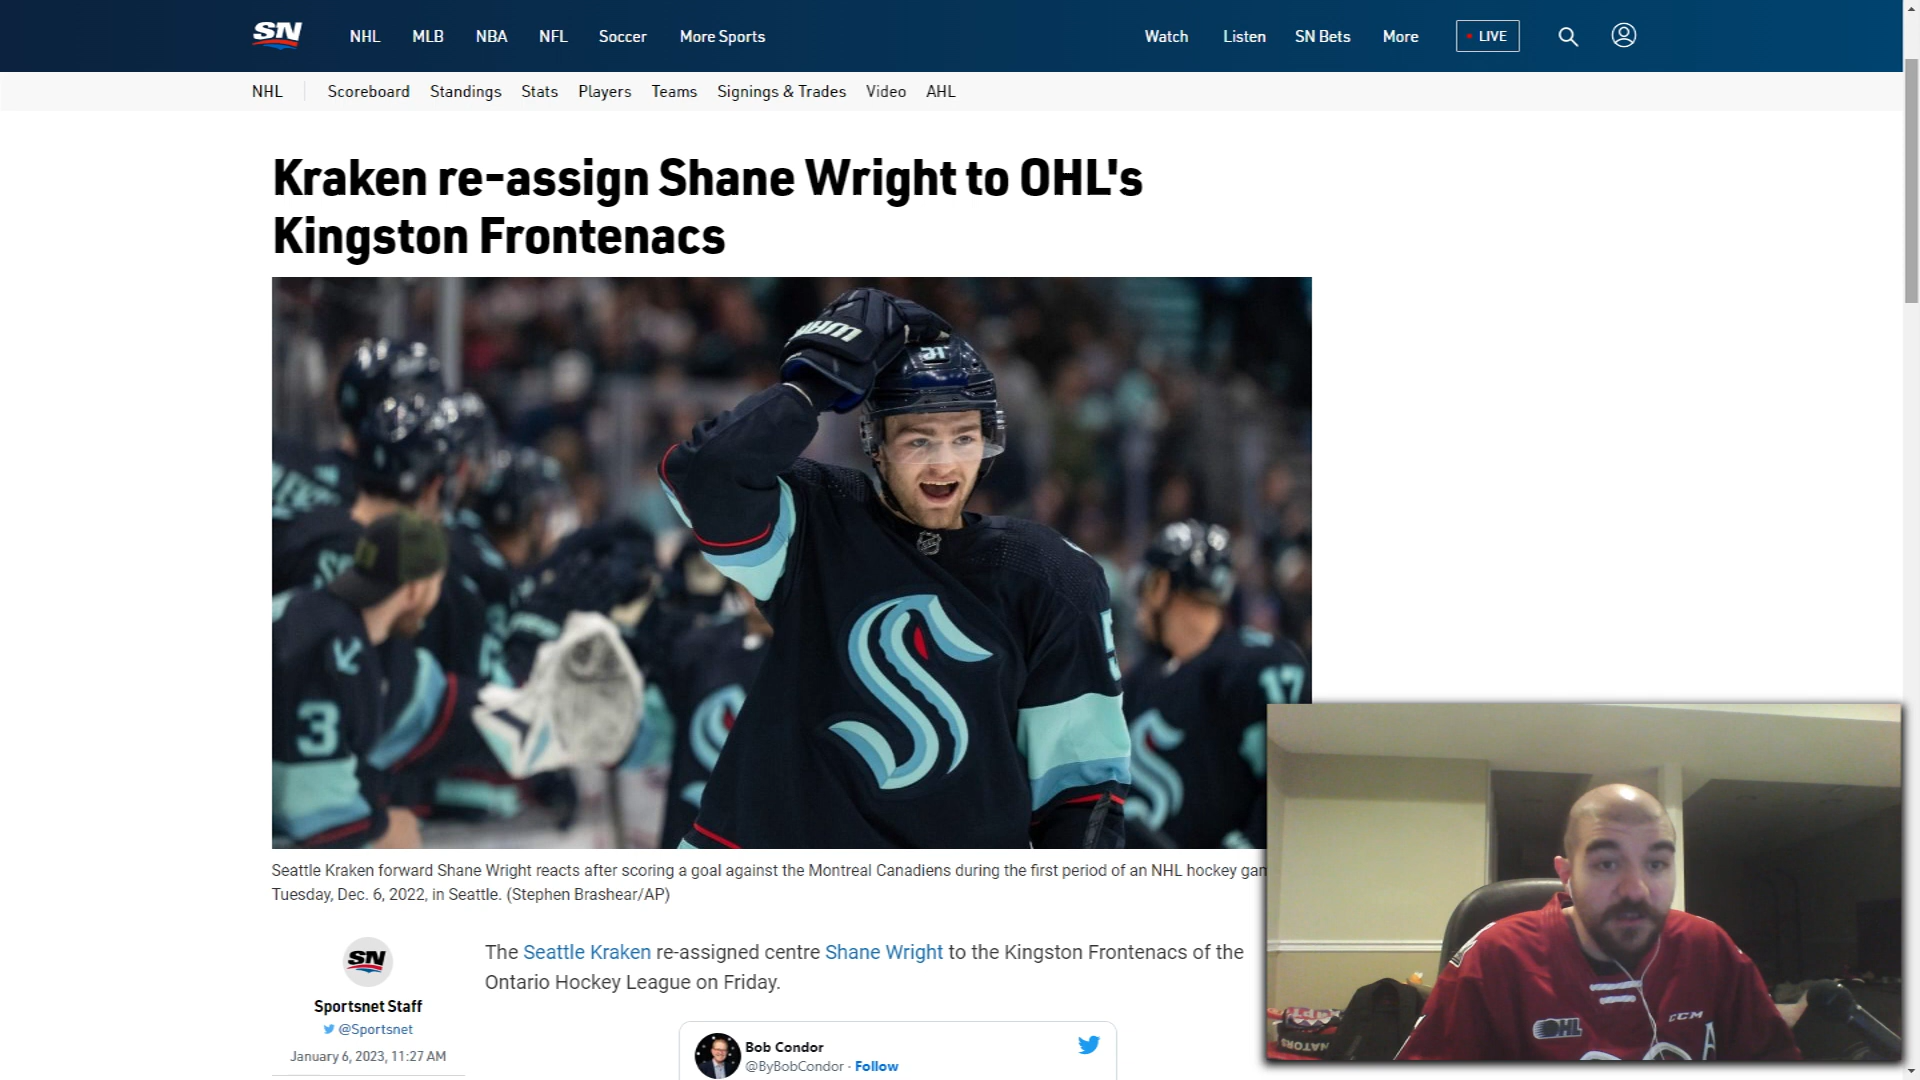 SN NHL MLB NBA NFL Soccer More Sports Watch Listen SN Bets More LIVE
NHL Scoreboard Standings Stats Players Teams Signings & Trades Video AHL
Kraken re-assign Shane Wright to OHL's
Kingston Frontenacs
51
3
17
Seattle Kraken forward Shane Wright reacts after scoring a goal against the Montreal Canadiens during the first period of an NHL hockey gam
Tuesday, Dec. 6, 2022, in Seattle. (Stephen Brashear/AP)
SN
Sportsnet Staff
@Sportsnet
January 6, 2023, 11:27 AM
The Seattle Kraken re-assigned centre Shane Wright to the Kingston Frontenacs of the
Ontario Hockey League on Friday.
Bob Condor
@ByBobCondor · Follow
OHL
CCM
A